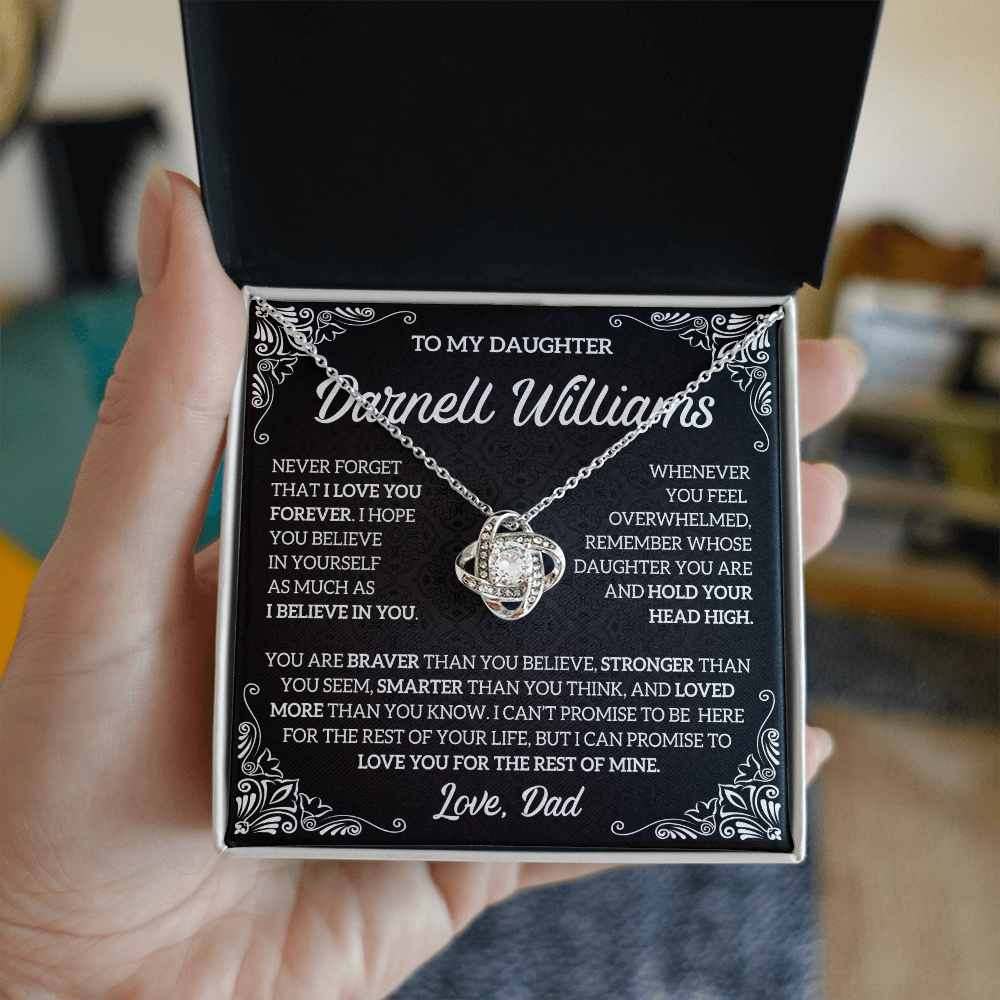 TO MY DAUGHTER
Darnell Williams
NEVER FORGET
THAT I LOVE YOU
FOREVER. I HOPE
YOU BELIEVE
IN YOURSELF
AS MUCH AS
I BELIEVE IN YOU.
WHENEVER
YOU FEEL
OVERWHELMED,
REMEMBER WHOSE
DAUGHTER YOU ARE
AND HOLD YOUR
HEAD HIGH.
YOU ARE BRAVER THAN YOU BELIEVE, STRONGER THAN
YOU SEEM, SMARTER THAN YOU THINK, AND LOVED
MORE THAN YOU KNOW. I CAN'T PROMISE TO BE HERE
FOR THE REST OF YOUR LIFE, BUT I CAN PROMISE TO
LOVE YOU FOR THE REST OF MINE.
Love, Dad